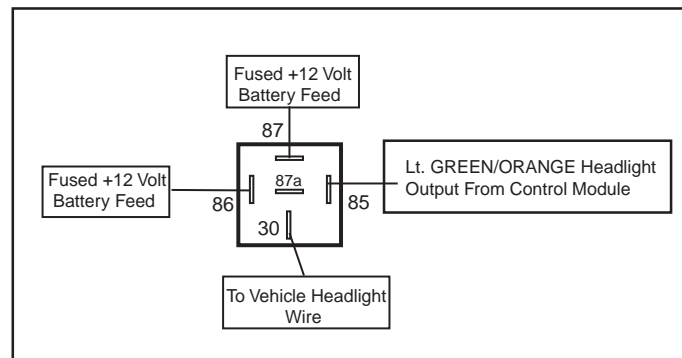 Fused +12 Volt
Battery Feed
87
Fused +12 Volt
Battery Feed
86
87a
85
Lt. GREEN/ORANGE Headlight
Output From Control Module
30
To Vehicle Headlight
Wire